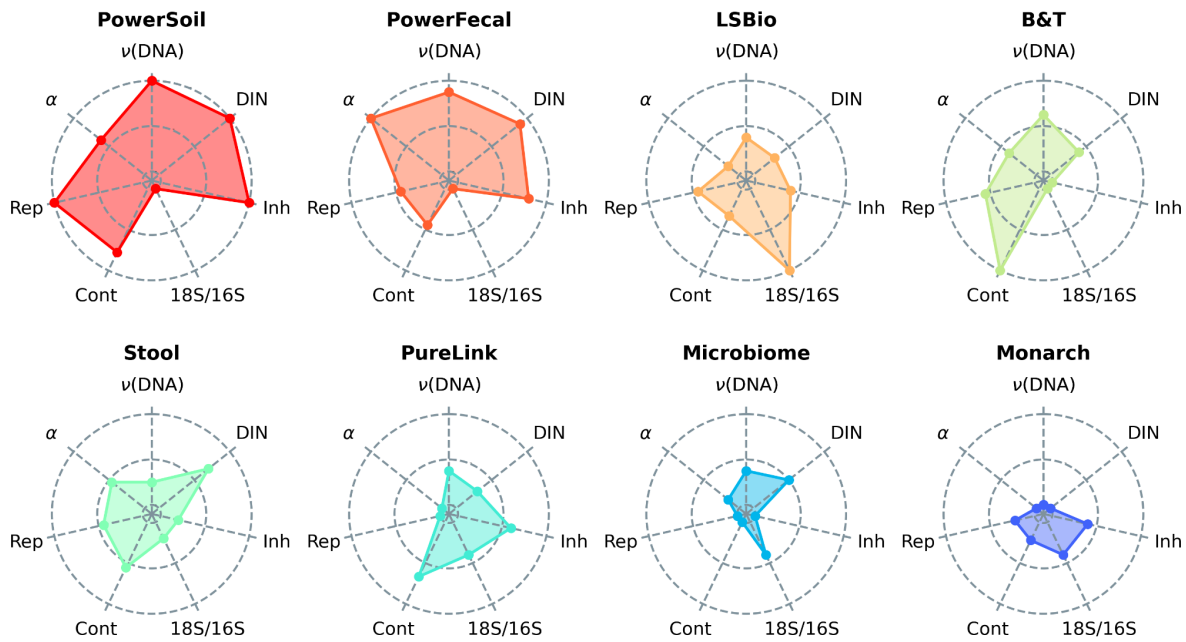 PowerSoil
PowerFecal
LSBio
B&T
ν(DNA)
ν(DNA)
ν(DNA)
ν(DNA)
α
DIN
α
DIN
α
DIN
α
DIN
Rep
Inh
Rep
Inh
Rep
Inh
Rep
Inh
Cont
18S/16S
Cont
18S/16S
Cont
18S/16S
Cont
18S/16S
Stool
PureLink
Microbiome
Monarch
ν(DNA)
ν(DNA)
ν(DNA)
ν(DNA)
α
DIN
α
DIN
α
DIN
α
DIN
Rep
Inh
Rep
Inh
Rep
Inh
Rep
Inh
Cont
18S/16S
Cont
18S/16S
Cont
18S/16S
Cont
18S/16S